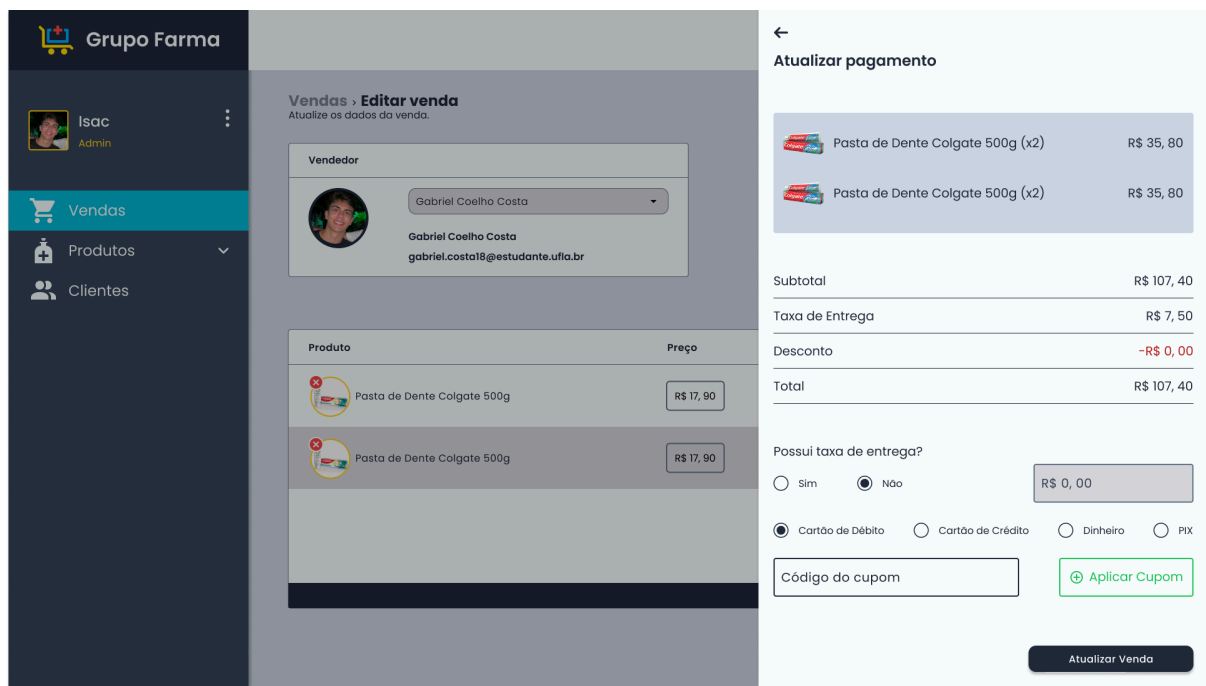 Grupo Farma
Isac
Admin
Vendas
Produtos
Clientes
Vendas › Editar venda
Atualize os dados da venda.
Vendedor
Gabriel Coelho Costa
Gabriel Coelho Costa
gabriel.costa18@estudante.ufla.br
Produto Preço
Pasta de Dente Colgate 500g R$ 17, 90
Pasta de Dente Colgate 500g R$ 17, 90
Atualizar pagamento
Pasta de Dente Colgate 500g (x2) R$ 35, 80
Pasta de Dente Colgate 500g (x2) R$ 35, 80
Subtotal R$ 107, 40
Taxa de Entrega R$ 7, 50
Desconto -R$ 0, 00
Total R$ 107, 40
Possui taxa de entrega?
Sim Não R$ 0, 00
Cartão de Débito Cartão de Crédito Dinheiro PIX
Código do cupom Aplicar Cupom
Atualizar Venda